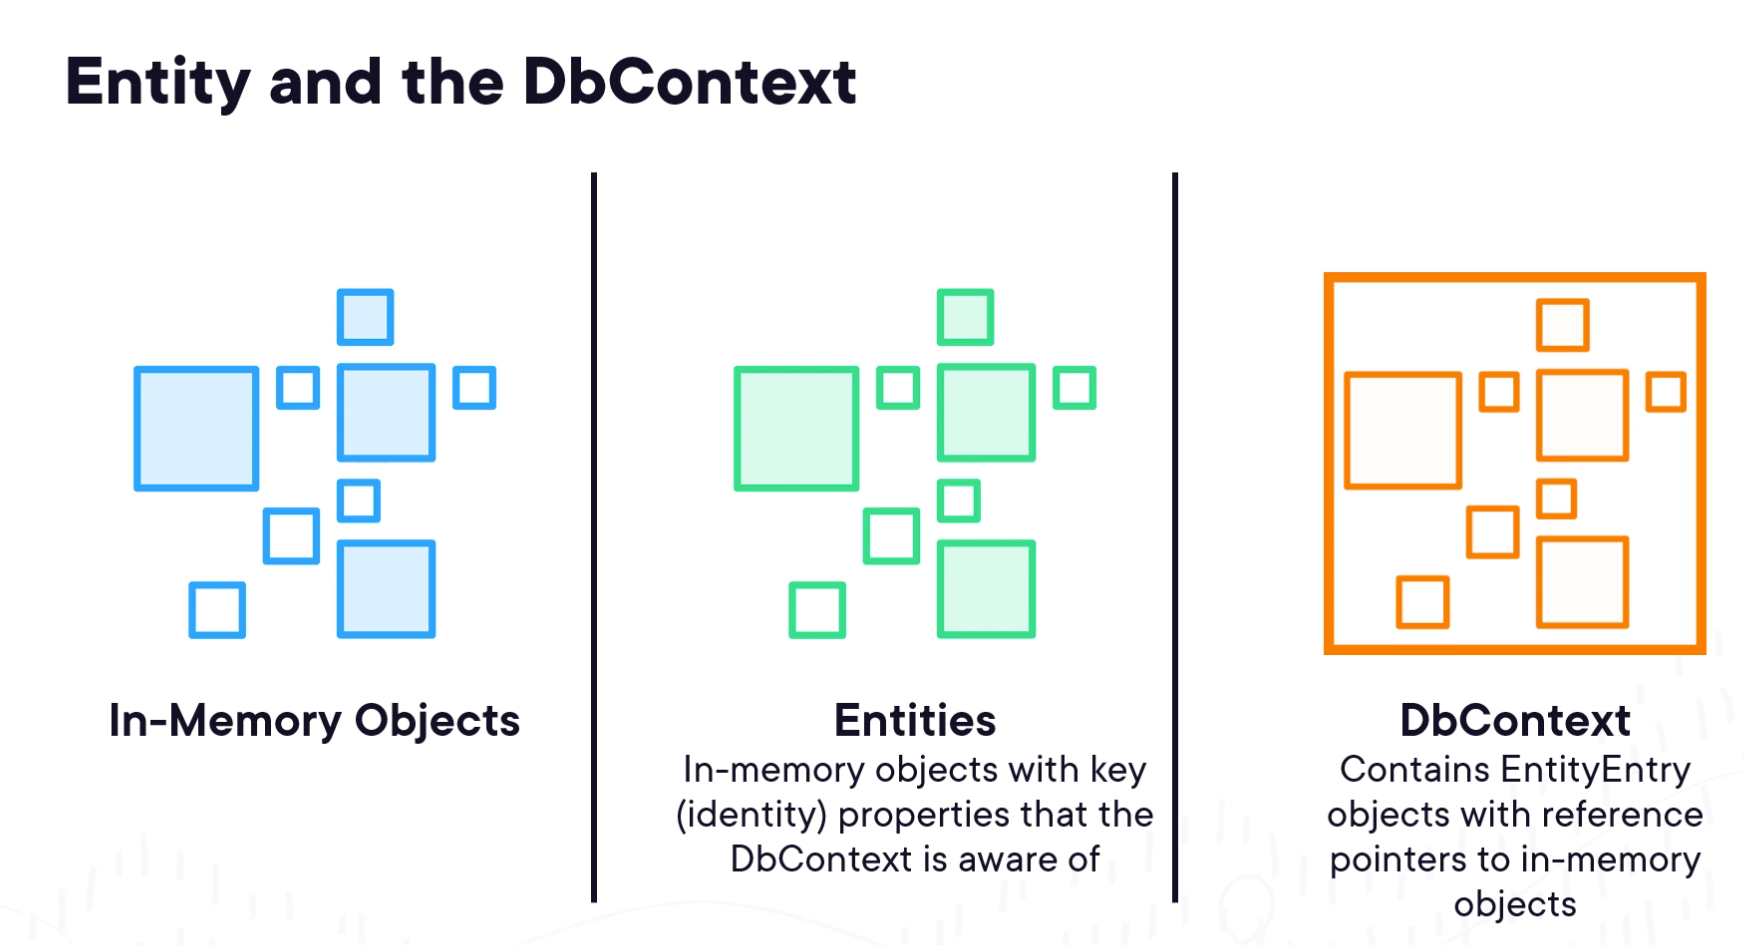 Entity and the DbContext
In-Memory Objects
Entities
In-memory objects with key
(identity) properties that the
DbContext is aware of
DbContext
Contains EntityEntry
objects with reference
pointers to in-memory
objects